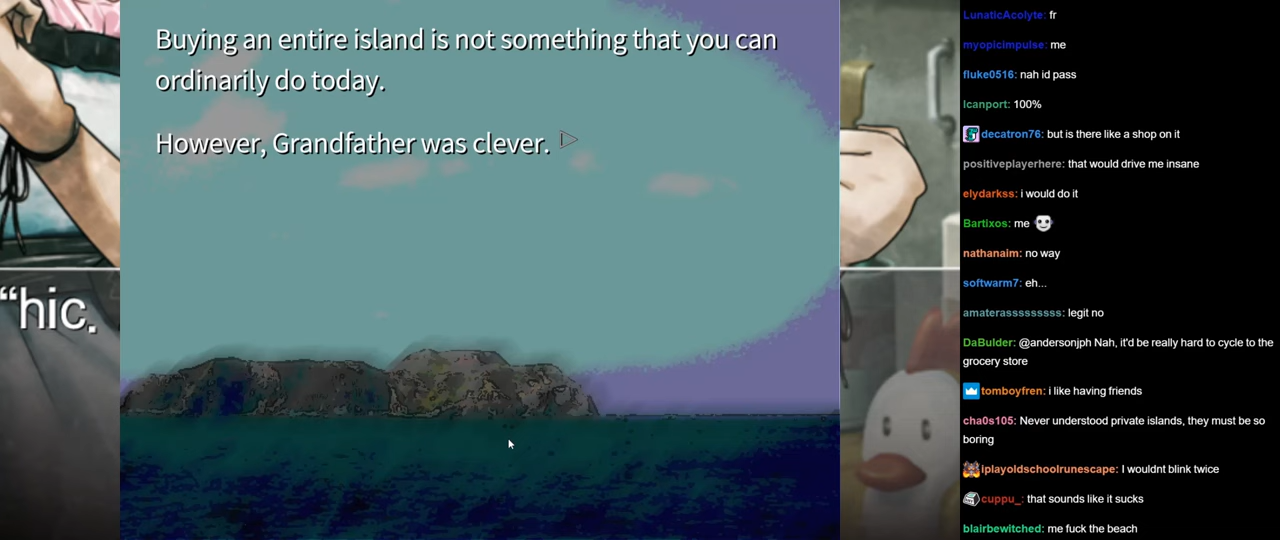 Buying an entire island is not something that you can
ordinarily do today.
However, Grandfather was clever.
“hic.
LunaticAcolyte: fr
myopicimpulse: me
fluke0516: nah id pass
lcanport: 100%
decatron76: but is there like a shop on it
positiveplayerhere: that would drive me insane
elydarkss: i would do it
Bartixos: me
nathanaim: no way
softwarm7: eh...
amaterasssssssss: legit no
DaBulder: @andersonjph Nah, it'd be really hard to cycle to the
grocery store
tomboyfren: i like having friends
cha0s105: Never understood private islands, they must be so
boring
iplayoldschoolrunescape: I wouldnt blink twice
cuppu_: that sounds like it sucks
blairbewitched: me fuck the beach